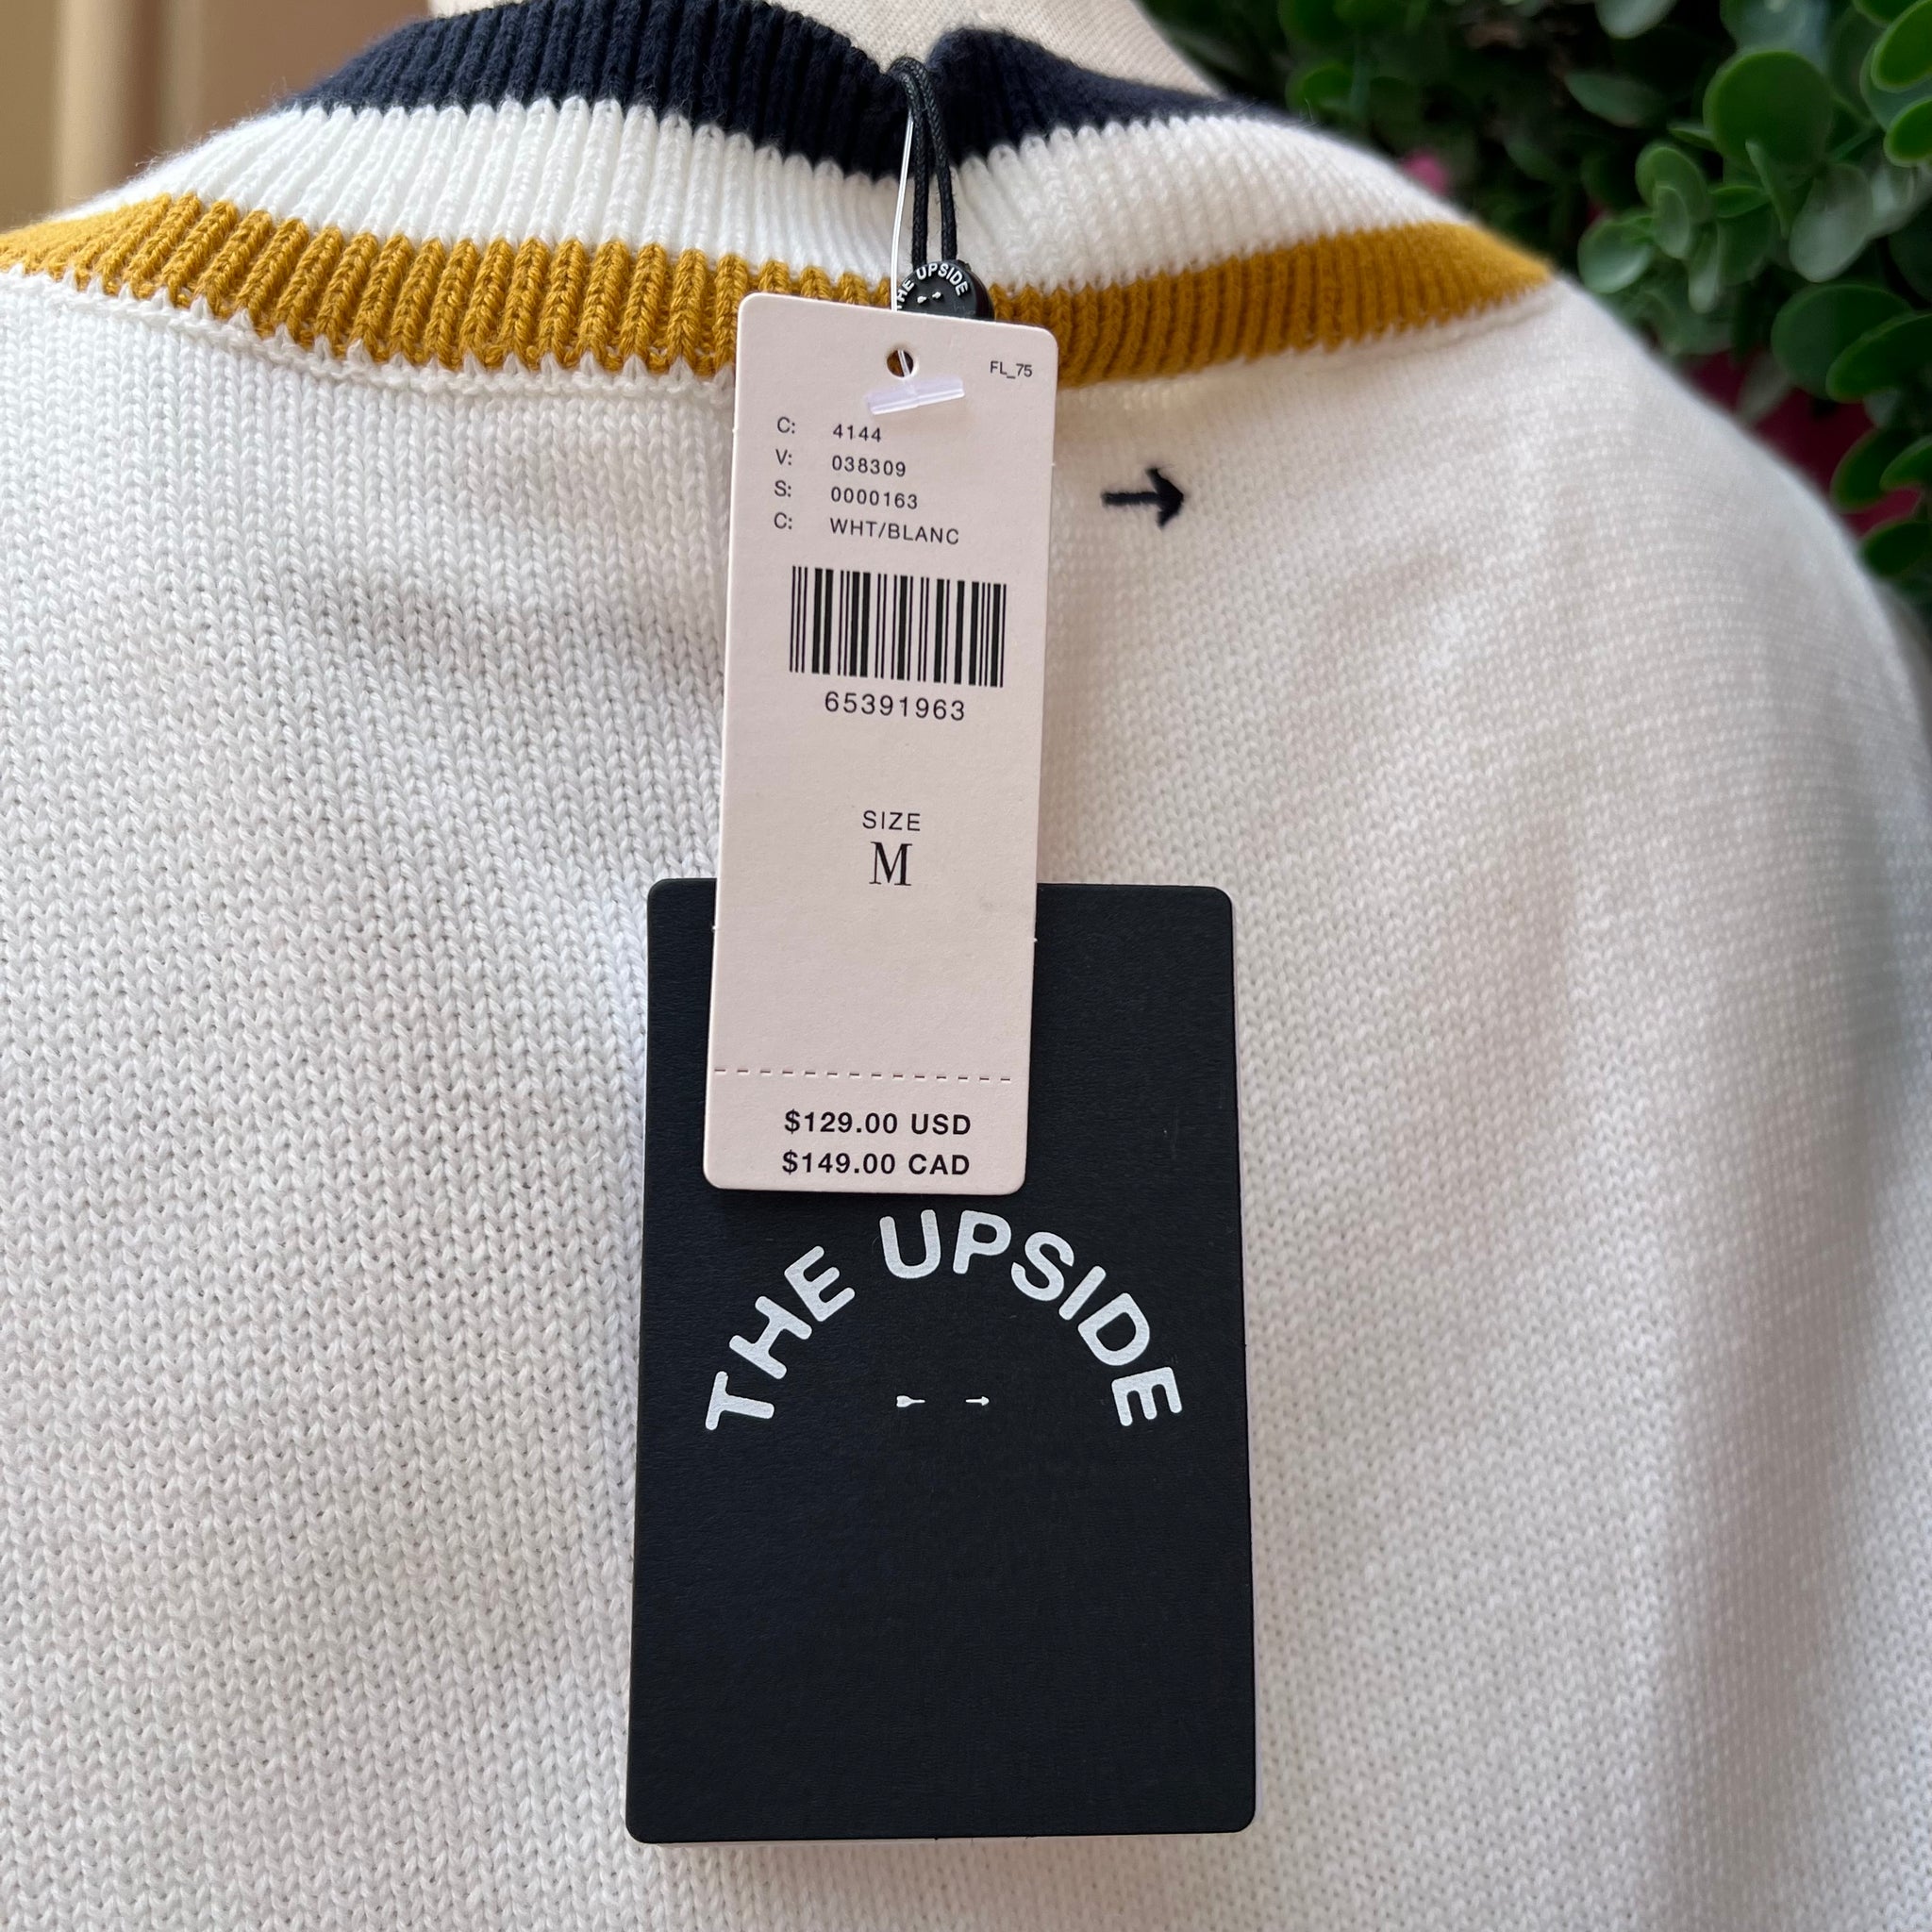 THE UPSIDE
FL_75
C: 4144
V: 038309
S: 0000163
C: WHT/BLANC
65391963
SIZE
M
$129.00 USD
$149.00 CAD
THE UPSIDE